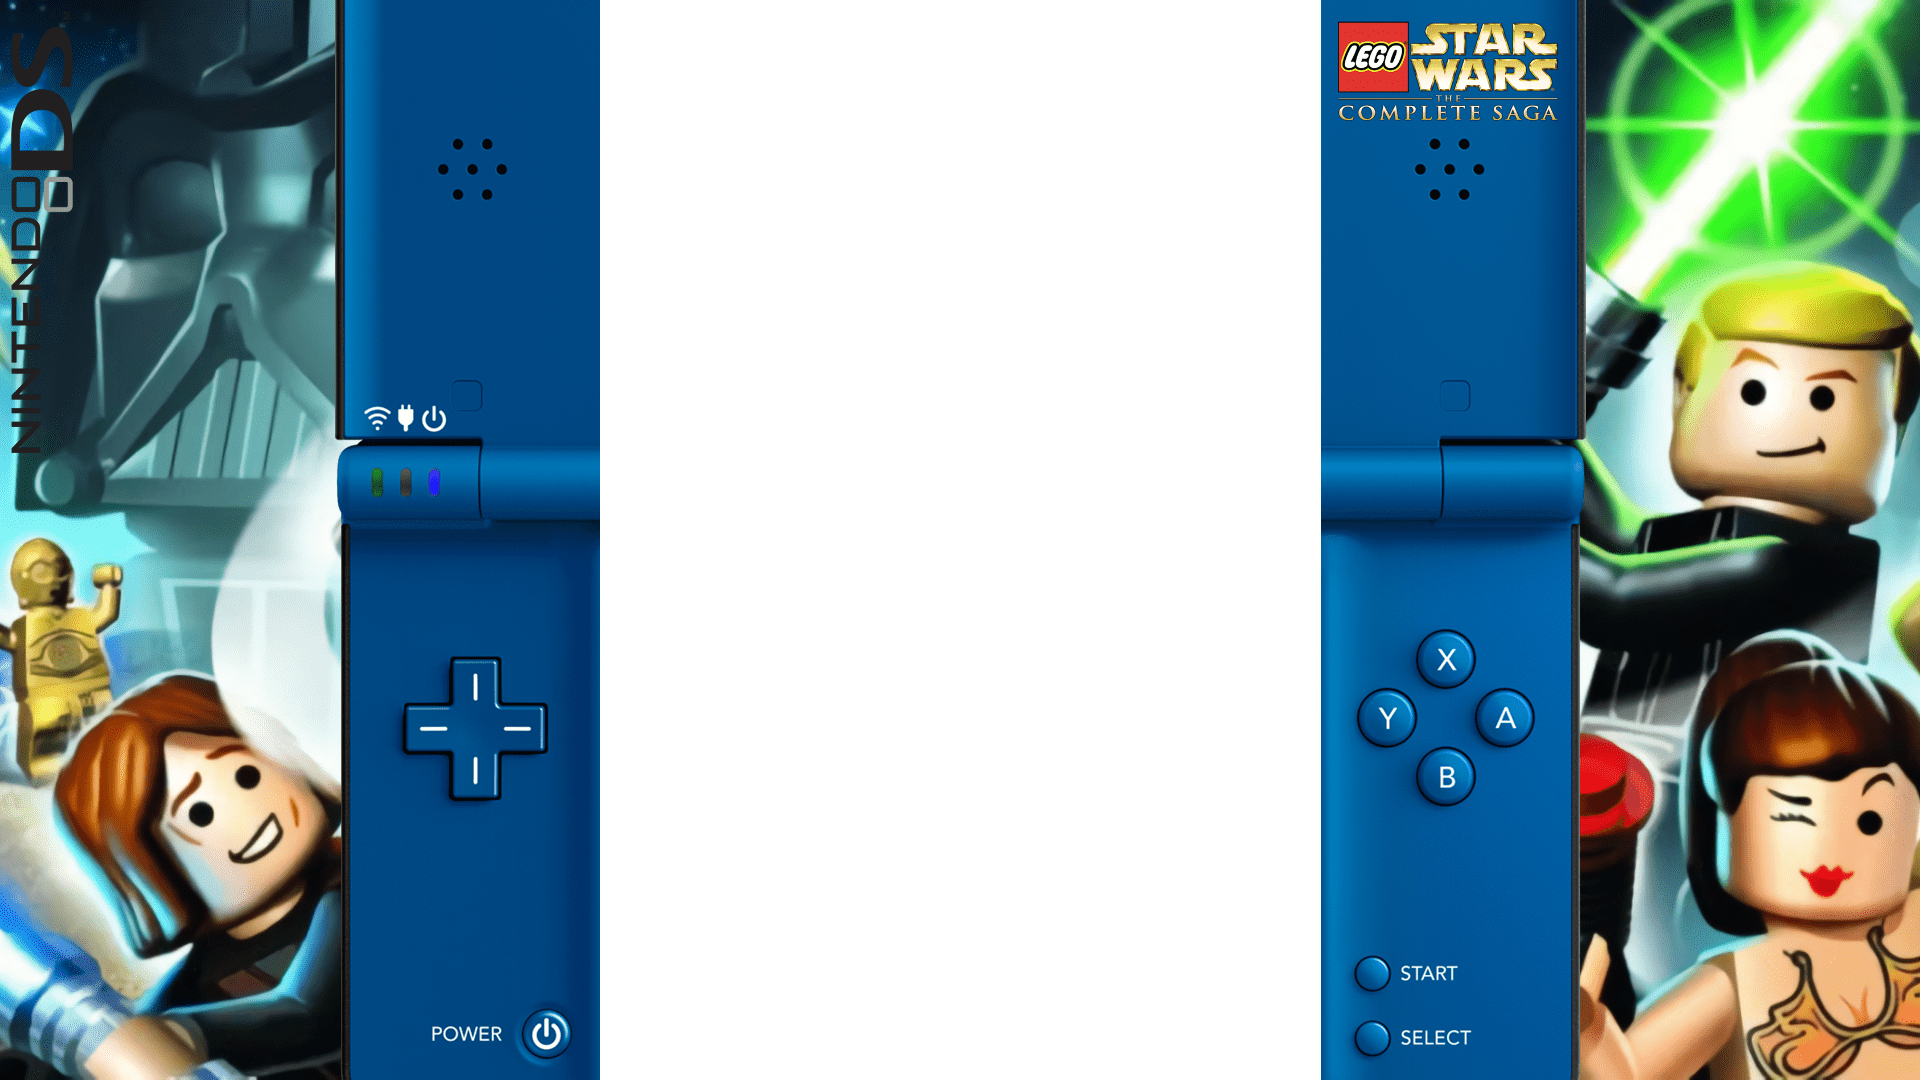 NINTENDO DS
LEGO
STAR
WARS
THE
COMPLETE SAGA
X
Y
A
B
START
SELECT
POWER